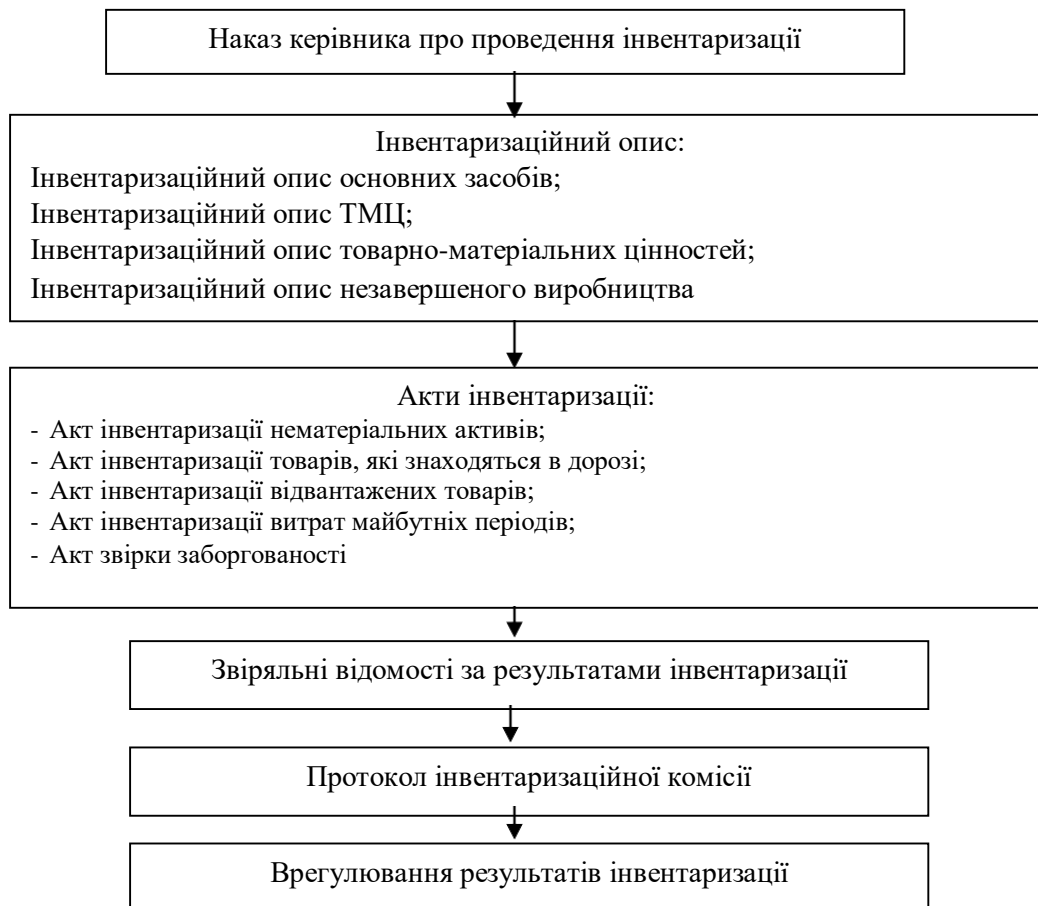 Наказ керівника про проведення інвентаризації
Інвентаризаційний опис:
Інвентаризаційний опис основних засобів;
Інвентаризаційний опис ТМЦ;
Інвентаризаційний опис товарно-матеріальних цінностей;
Інвентаризаційний опис незавершеного виробництва
Акти інвентаризації:
- Акт інвентаризації нематеріальних активів;
- Акт інвентаризації товарів, які знаходяться в дорозі;
- Акт інвентаризації відвантажених товарів;
- Акт інвентаризації витрат майбутніх періодів;
- Акт звірки заборгованості
Звіряльні відомості за результатами інвентаризації
Протокол інвентаризаційної комісії
Врегулювання результатів інвентаризації